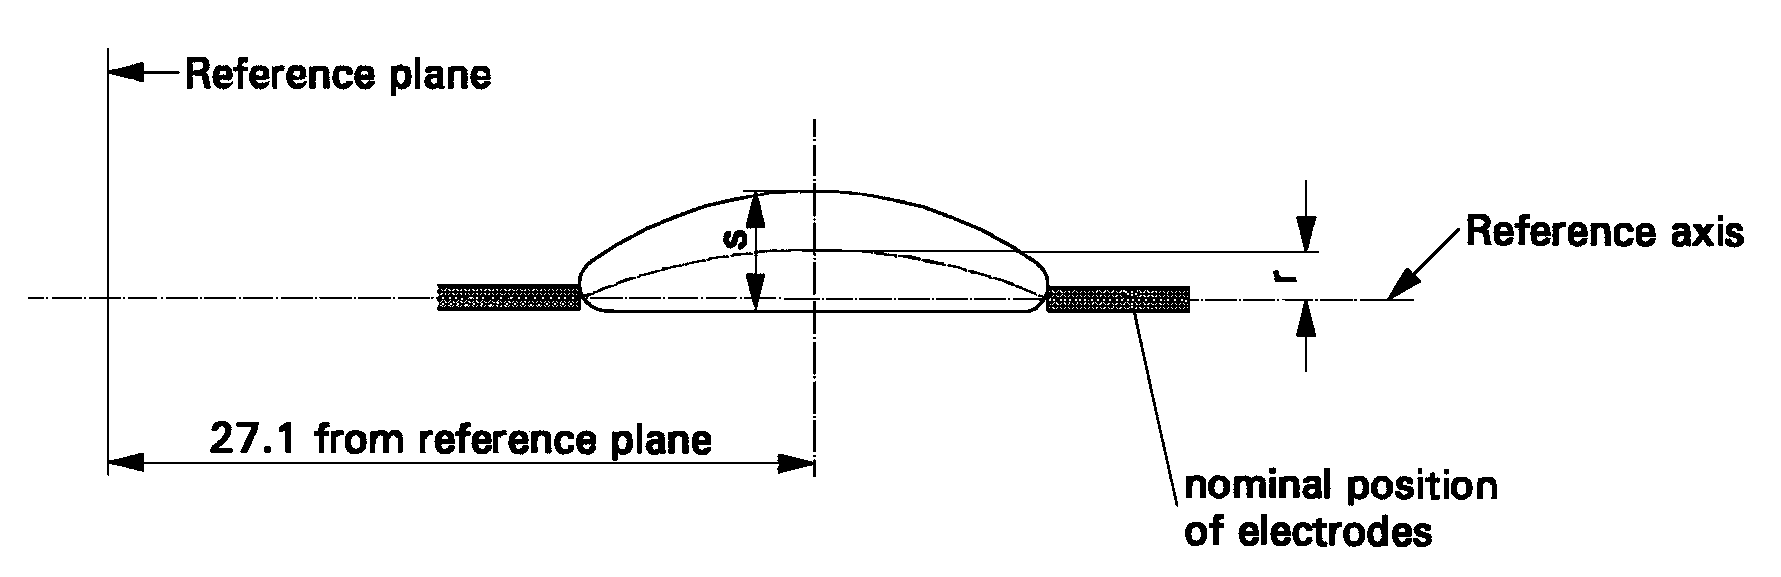 Reference plane
s
Reference axis
r
27.1 from reference plane
nominal position
of electrodes